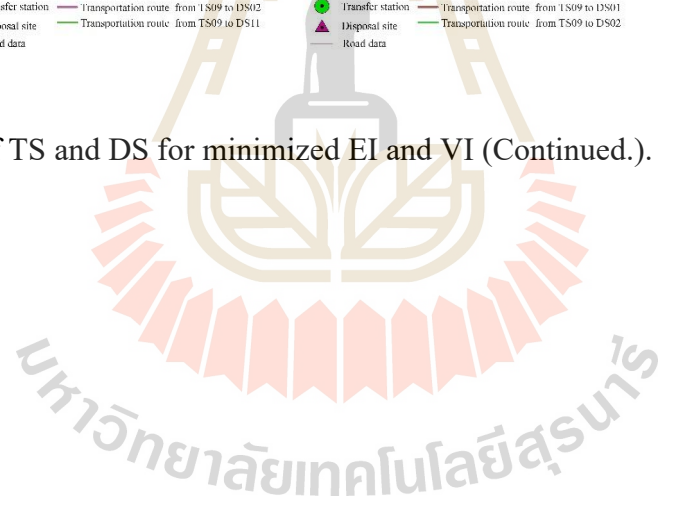 sfer station Transportation route from TS09 to DS02 Transfer station Transportation route from TS09 to DS01
posal site Transportation route from TS09 to DS11 Disposal site Transportation route from TS09 to DS02
d data Road data
f TS and DS for minimized EI and VI (Continued.).
มหาวิทยาลัยเทคโนโลยีสุรนารี